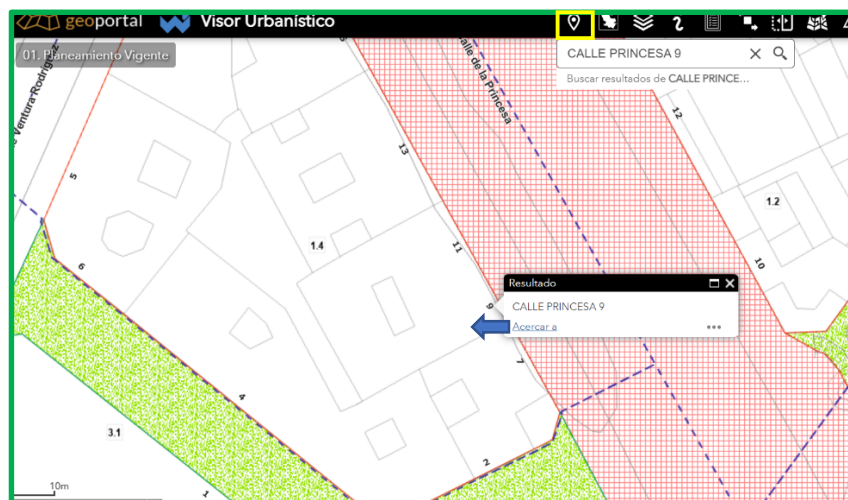 geoportal
Visor Urbanístico
01. Planeamiento Vigente
CALLE PRINCESA 9
Buscar resultados de CALLE PRINCE...
Ventura Rodríguez
Calle de la Princesa
13
12
5
1.2
1.4
11
10
6
Resultado
CALLE PRINCESA 9
Acercar a
9
7
4
3.1
2
10m
1